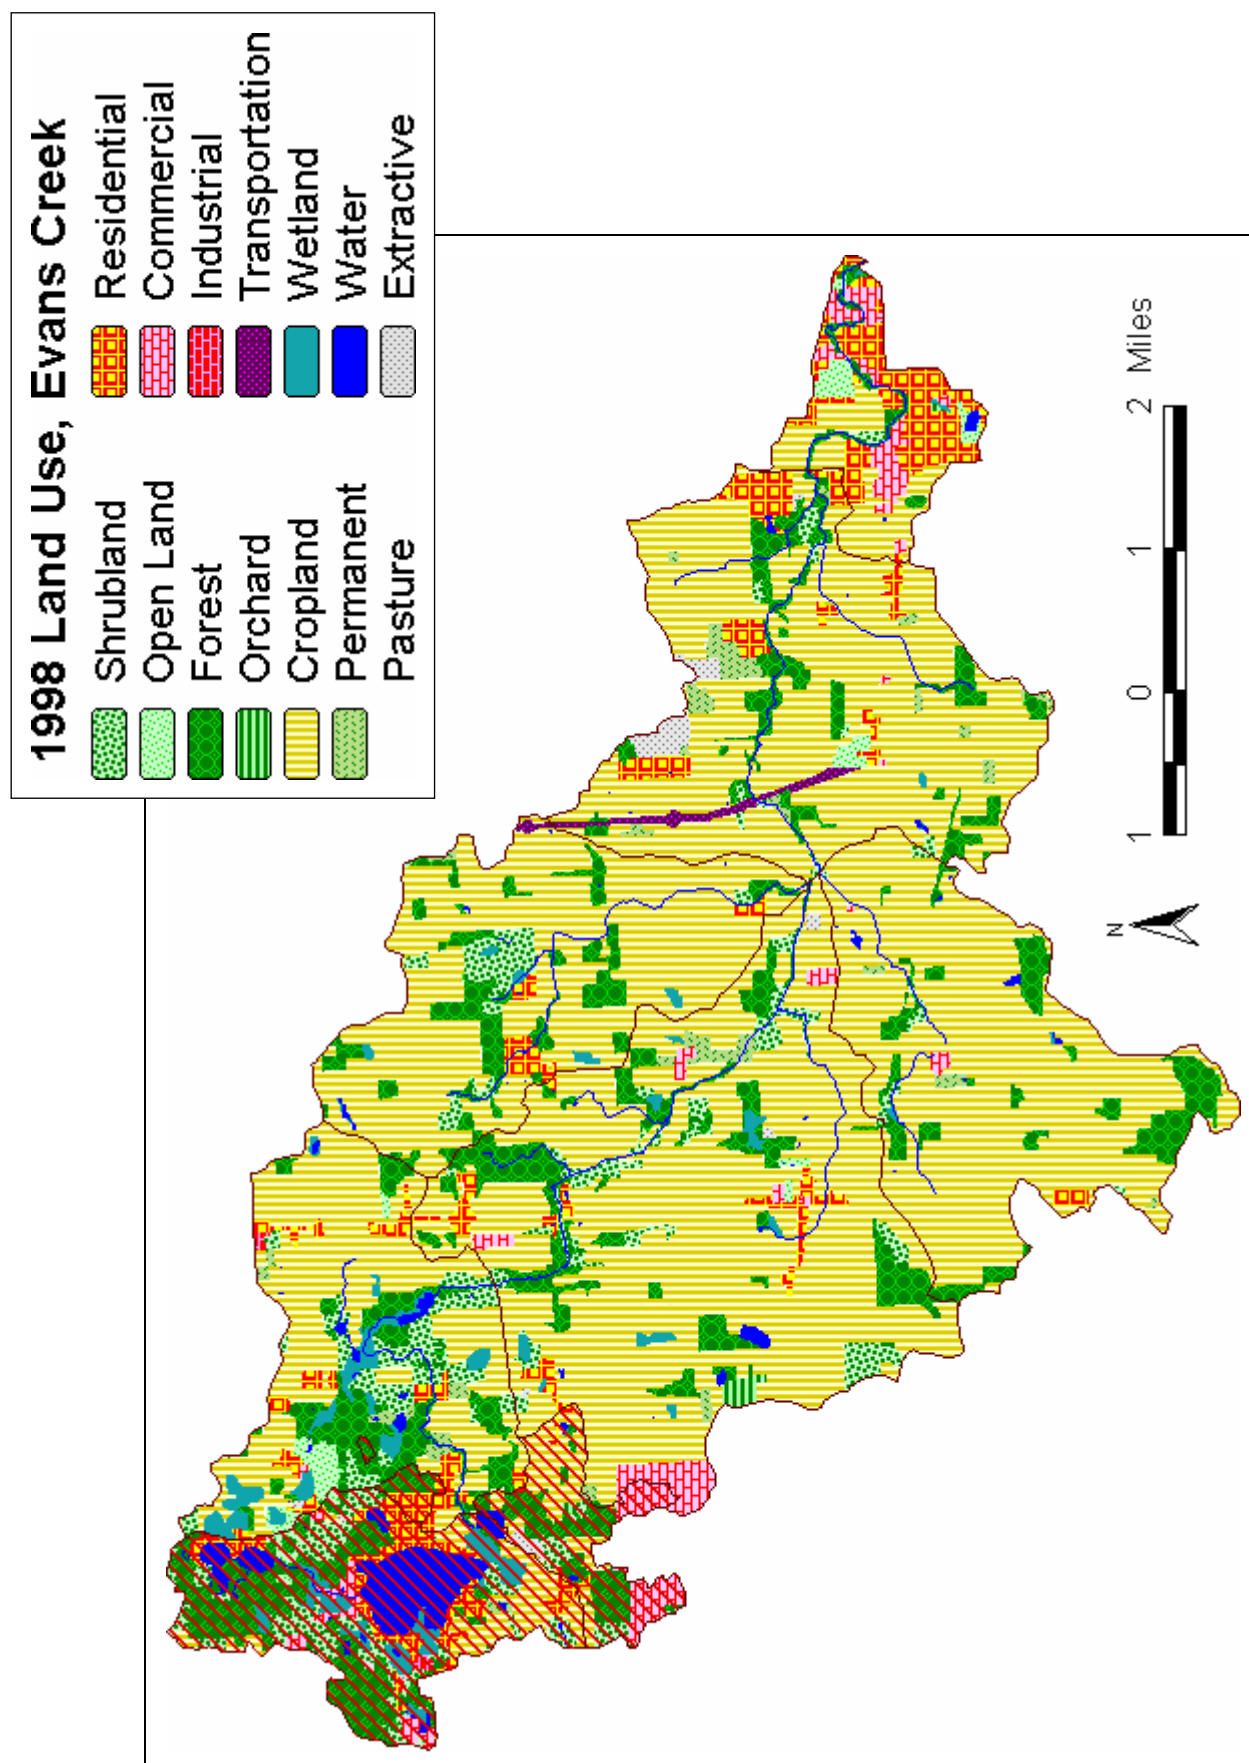 1998 Land Use, Evans Creek
Shrubland
Open Land
Forest
Orchard
Cropland
Permanent
Pasture
Residential
Commercial
Industrial
Transportation
Wetland
Water
Extractive
N
1 0 1 2 Miles